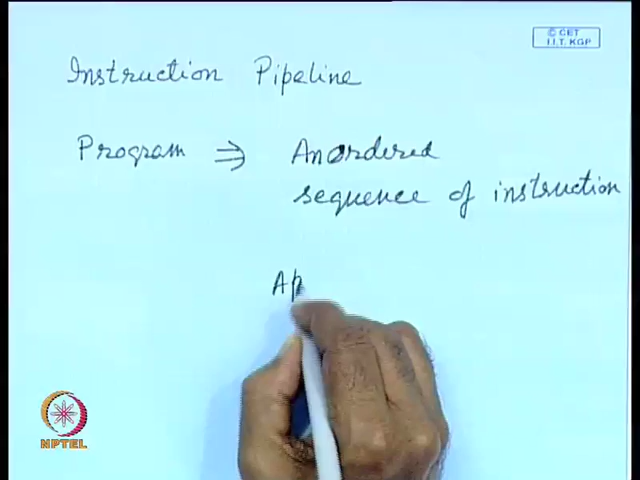 © CET
I.I.T. KGP
Instruction Pipeline
Program ⇒ An ordered
sequence of instruction
Ap
NPTEL